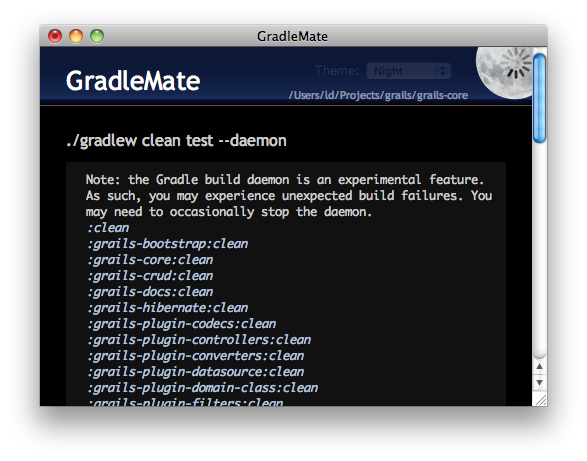 GradleMate
Theme: Night
GradleMate
/Users/ld/Projects/grails/grails-core
./gradlew clean test --daemon
Note: the Gradle build daemon is an experimental feature.
As such, you may experience unexpected build failures. You
may need to occasionally stop the daemon.
:clean
:grails-bootstrap:clean
:grails-core:clean
:grails-crud:clean
:grails-docs:clean
:grails-hibernate:clean
:grails-plugin-codecs:clean
:grails-plugin-controllers:clean
:grails-plugin-converters:clean
:grails-plugin-datasource:clean
:grails-plugin-domain-class:clean
:grails-plugin-filters:clean